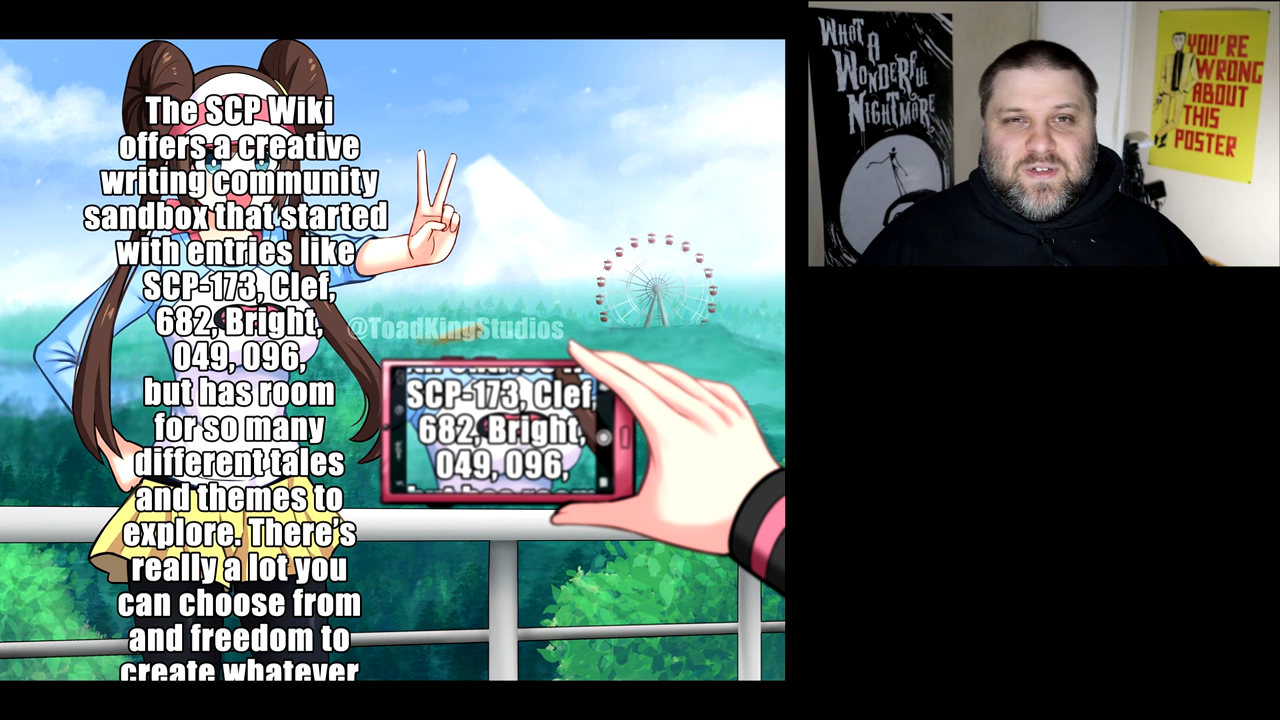 The SCP Wiki
offers a creative
writing community
sandbox that started
with entries like
SCP-173, Clef,
682, Bright,
049, 096,
but has room
for so many
different tales
and themes to
explore. There's
really a lot you
can choose from
and freedom to
create whatever
@ToadKingStudios
SCP-173, Clef,
682, Bright,
049, 096,
WHAT
A
WONDERFUL
NIGHTMARE
YOU'RE
WRONG
ABOUT
THIS
POSTER